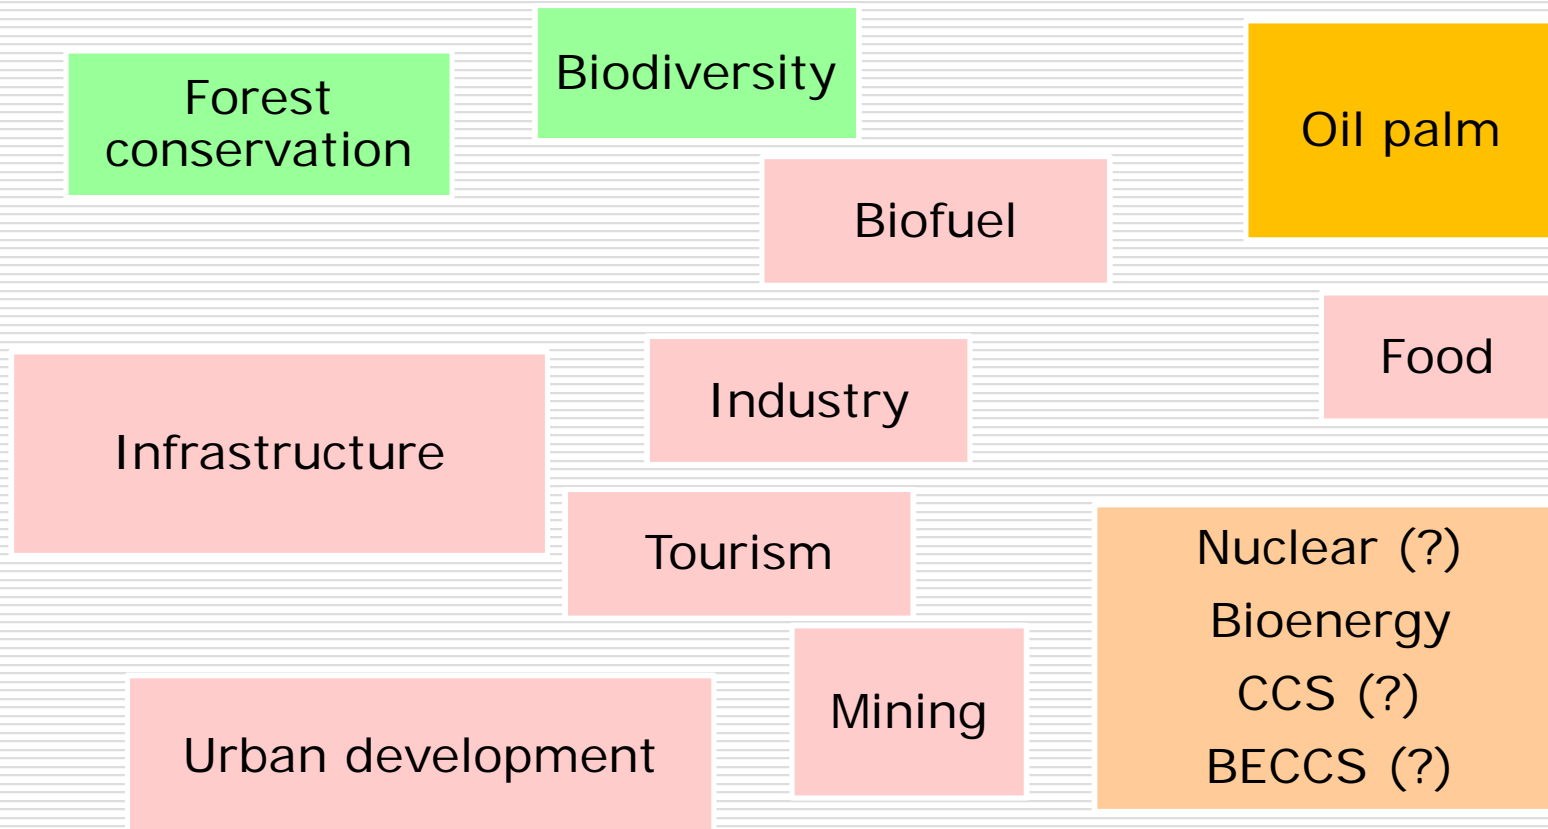 Forest
conservation
Biodiversity
Oil palm
Biofuel
Food
Industry
Infrastructure
Tourism
Nuclear (?)
Bioenergy
CCS (?)
BECCS (?)
Mining
Urban development